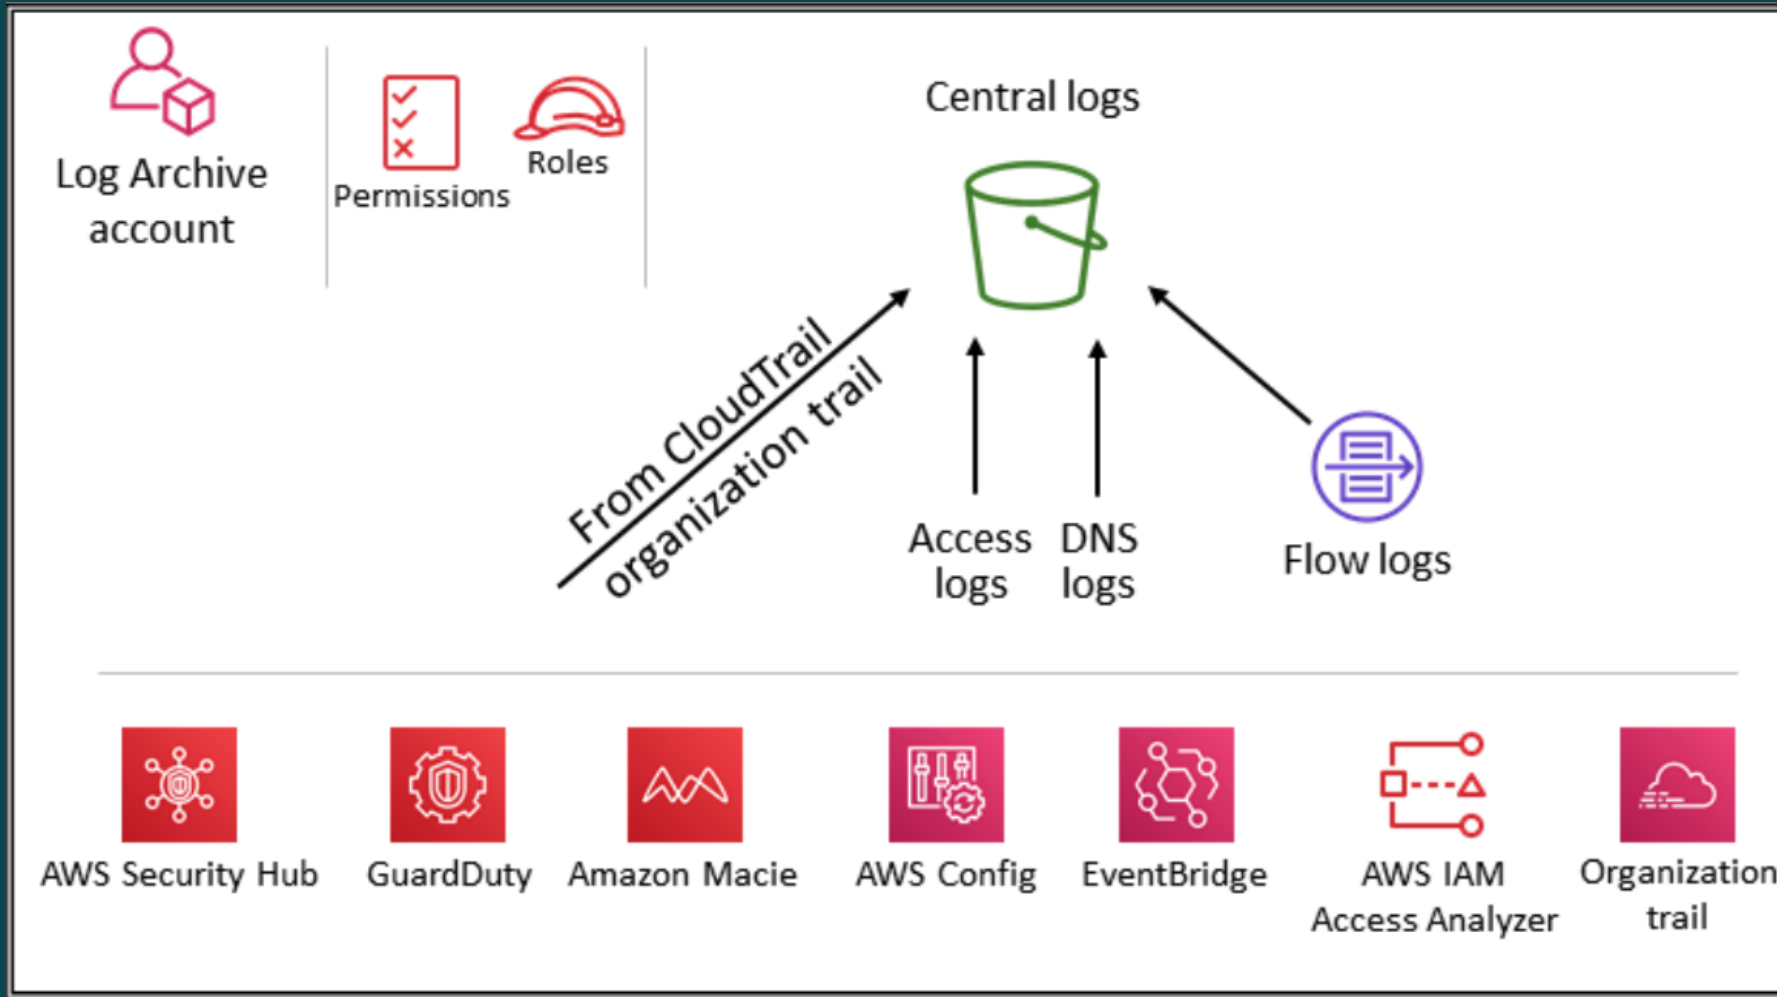 Log Archive
account
Permissions
Roles
Central logs
From CloudTrail
organization trail
Access
logs
DNS
logs
Flow logs
AWS Security Hub
GuardDuty
Amazon Macie
AWS Config
EventBridge
AWS IAM
Access Analyzer
Organization
trail